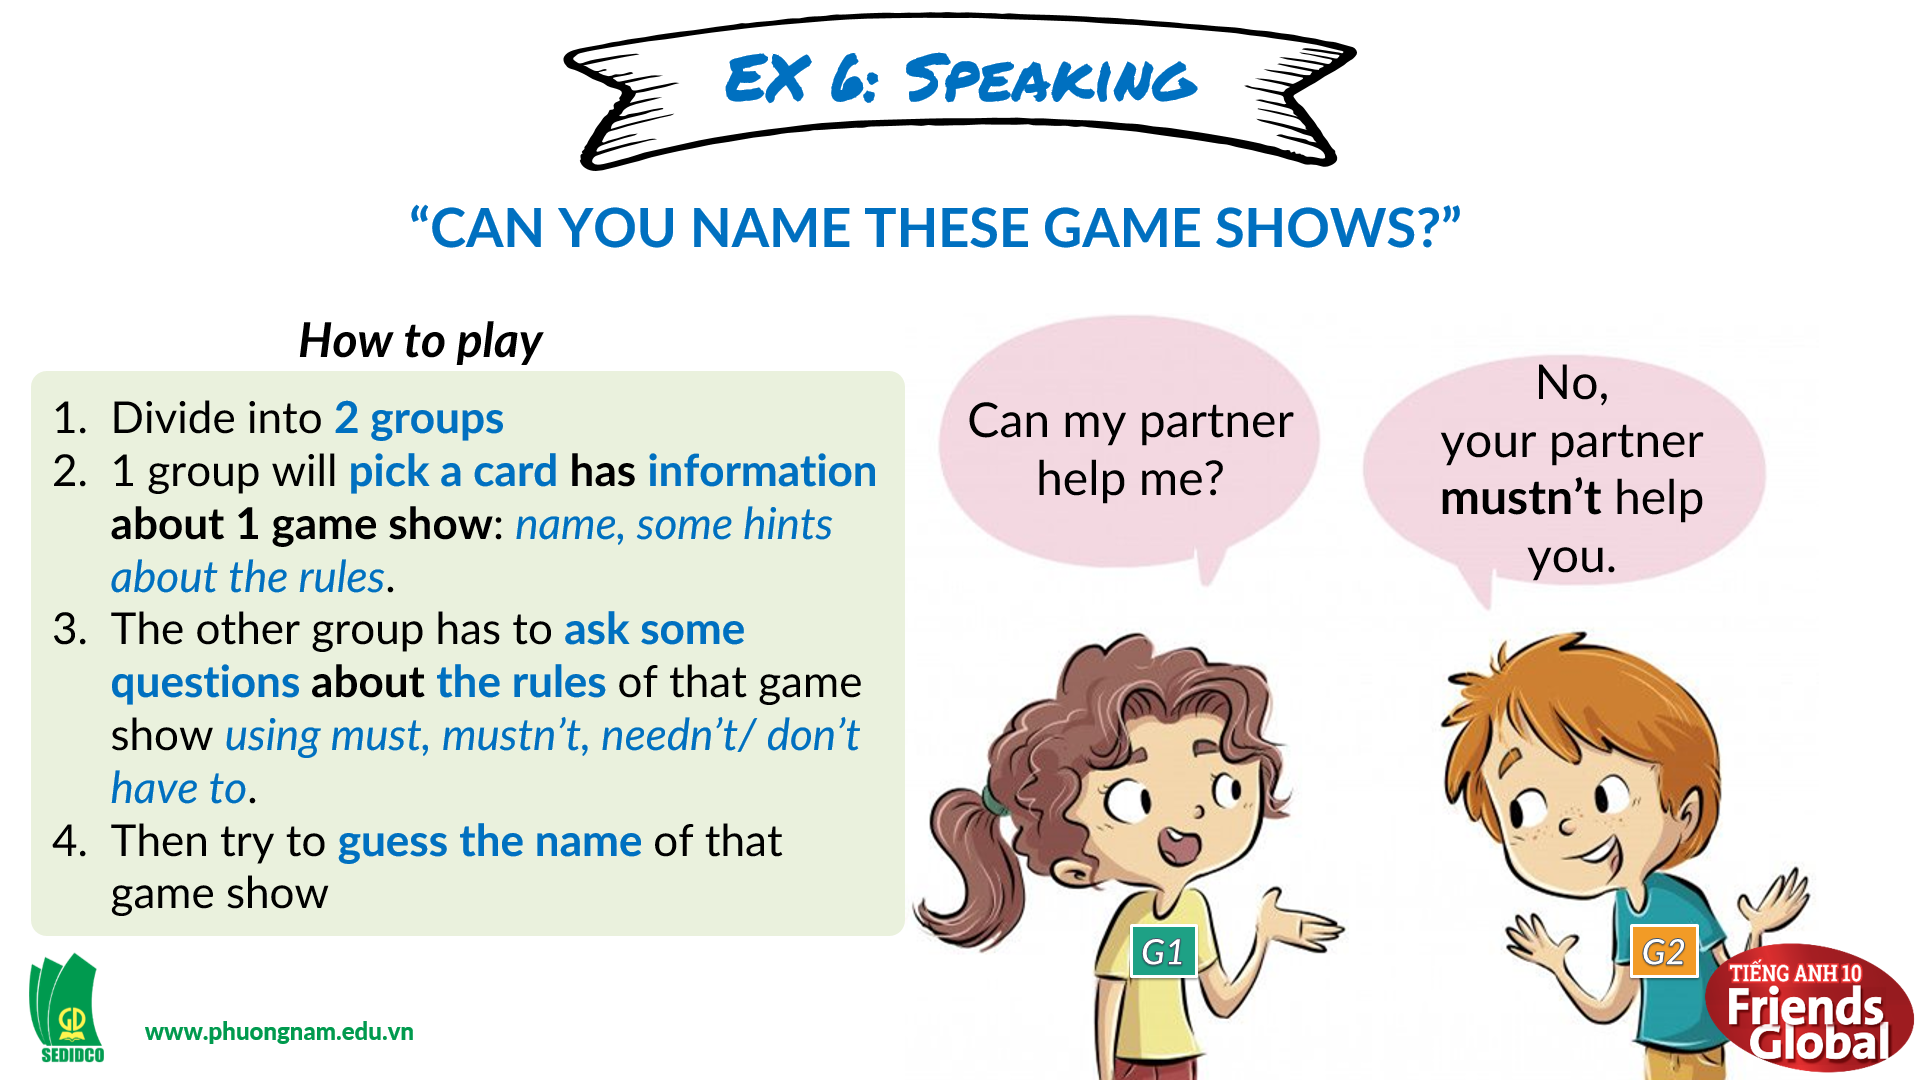 EX 6: SPEAKING
“CAN YOU NAME THESE GAME SHOWS?”
How to play
1. Divide into 2 groups
2. 1 group will pick a card has information
about 1 game show: name, some hints
about the rules.
3. The other group has to ask some
questions about the rules of that game
show using must, mustn’t, needn’t/ don’t
have to.
4. Then try to guess the name of that
game show
Can my partner
help me?
No,
your partner
mustn’t help
you.
G1
G2
GD
SEDIDCO
www.phuongnam.edu.vn
TIẾNG ANH 10
Friends
Global